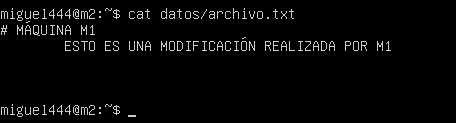 miguel444@m2:~$ cat datos/archivo.txt
# MÁQUINA M1
ESTO ES UNA MODIFICACIÓN REALIZADA POR M1
miguel444@m2:~$ _